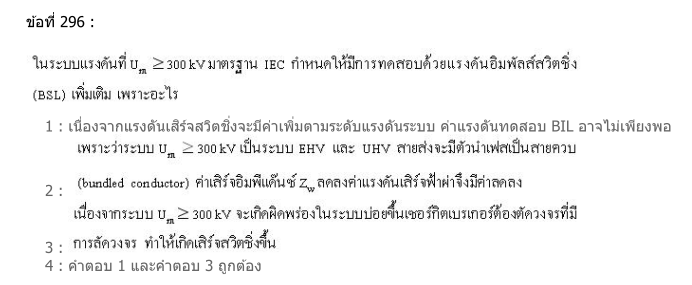 ข้อที่ 296 :
ในระบบแรงดันที่ Um ≥ 300 kV มาตรฐาน IEC กำหนดให้มีการทดสอบด้วยแรงดันอิมพัลส์สวิตชิ่ง
(BSL) เพิ่มเติม เพราะอะไร
1 : เนื่องจากแรงดันเสิร์จสวิตชิ่งจะมีค่าเพิ่มตามระดับแรงดันระบบ ค่าแรงดันทดสอบ BIL อาจไม่เพียงพอ
เพราะว่าระบบ Um ≥ 300 kV เป็นระบบ EHV และ UHV สายส่งจะมีตัวนำเฟสเป็นสายควบ
2 : (bundled conductor) ค่าเสิร์จอิมพีแด๊นซ์ Zw ลดลงค่าแรงดันเสิร์จฟ้าผ่าจึงมีค่าลดลง
เนื่องจากระบบ Um ≥ 300 kV จะเกิดผิดพร่องในระบบบ่อยขึ้นเซอร์กิตเบรเกอร์ต้องตัดวงจรที่มี
3 : การลัดวงจร ทำให้เกิดเสิร์จสวิตชิ่งขึ้น
4 : คำตอบ 1 และคำตอบ 3 ถูกต้อง